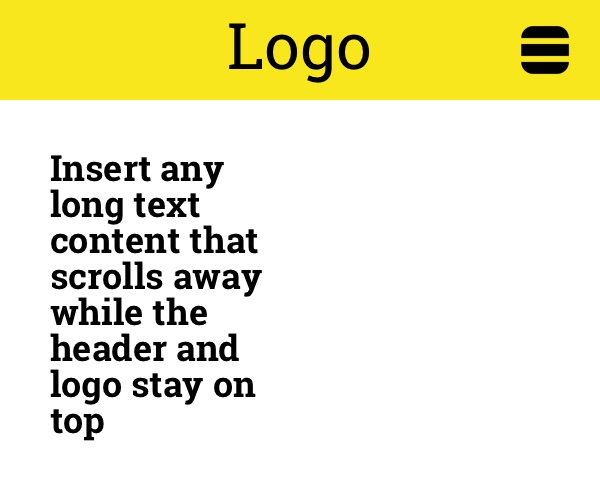 Logo
Insert any
long text
content that
scrolls away
while the
header and
logo stay on
top